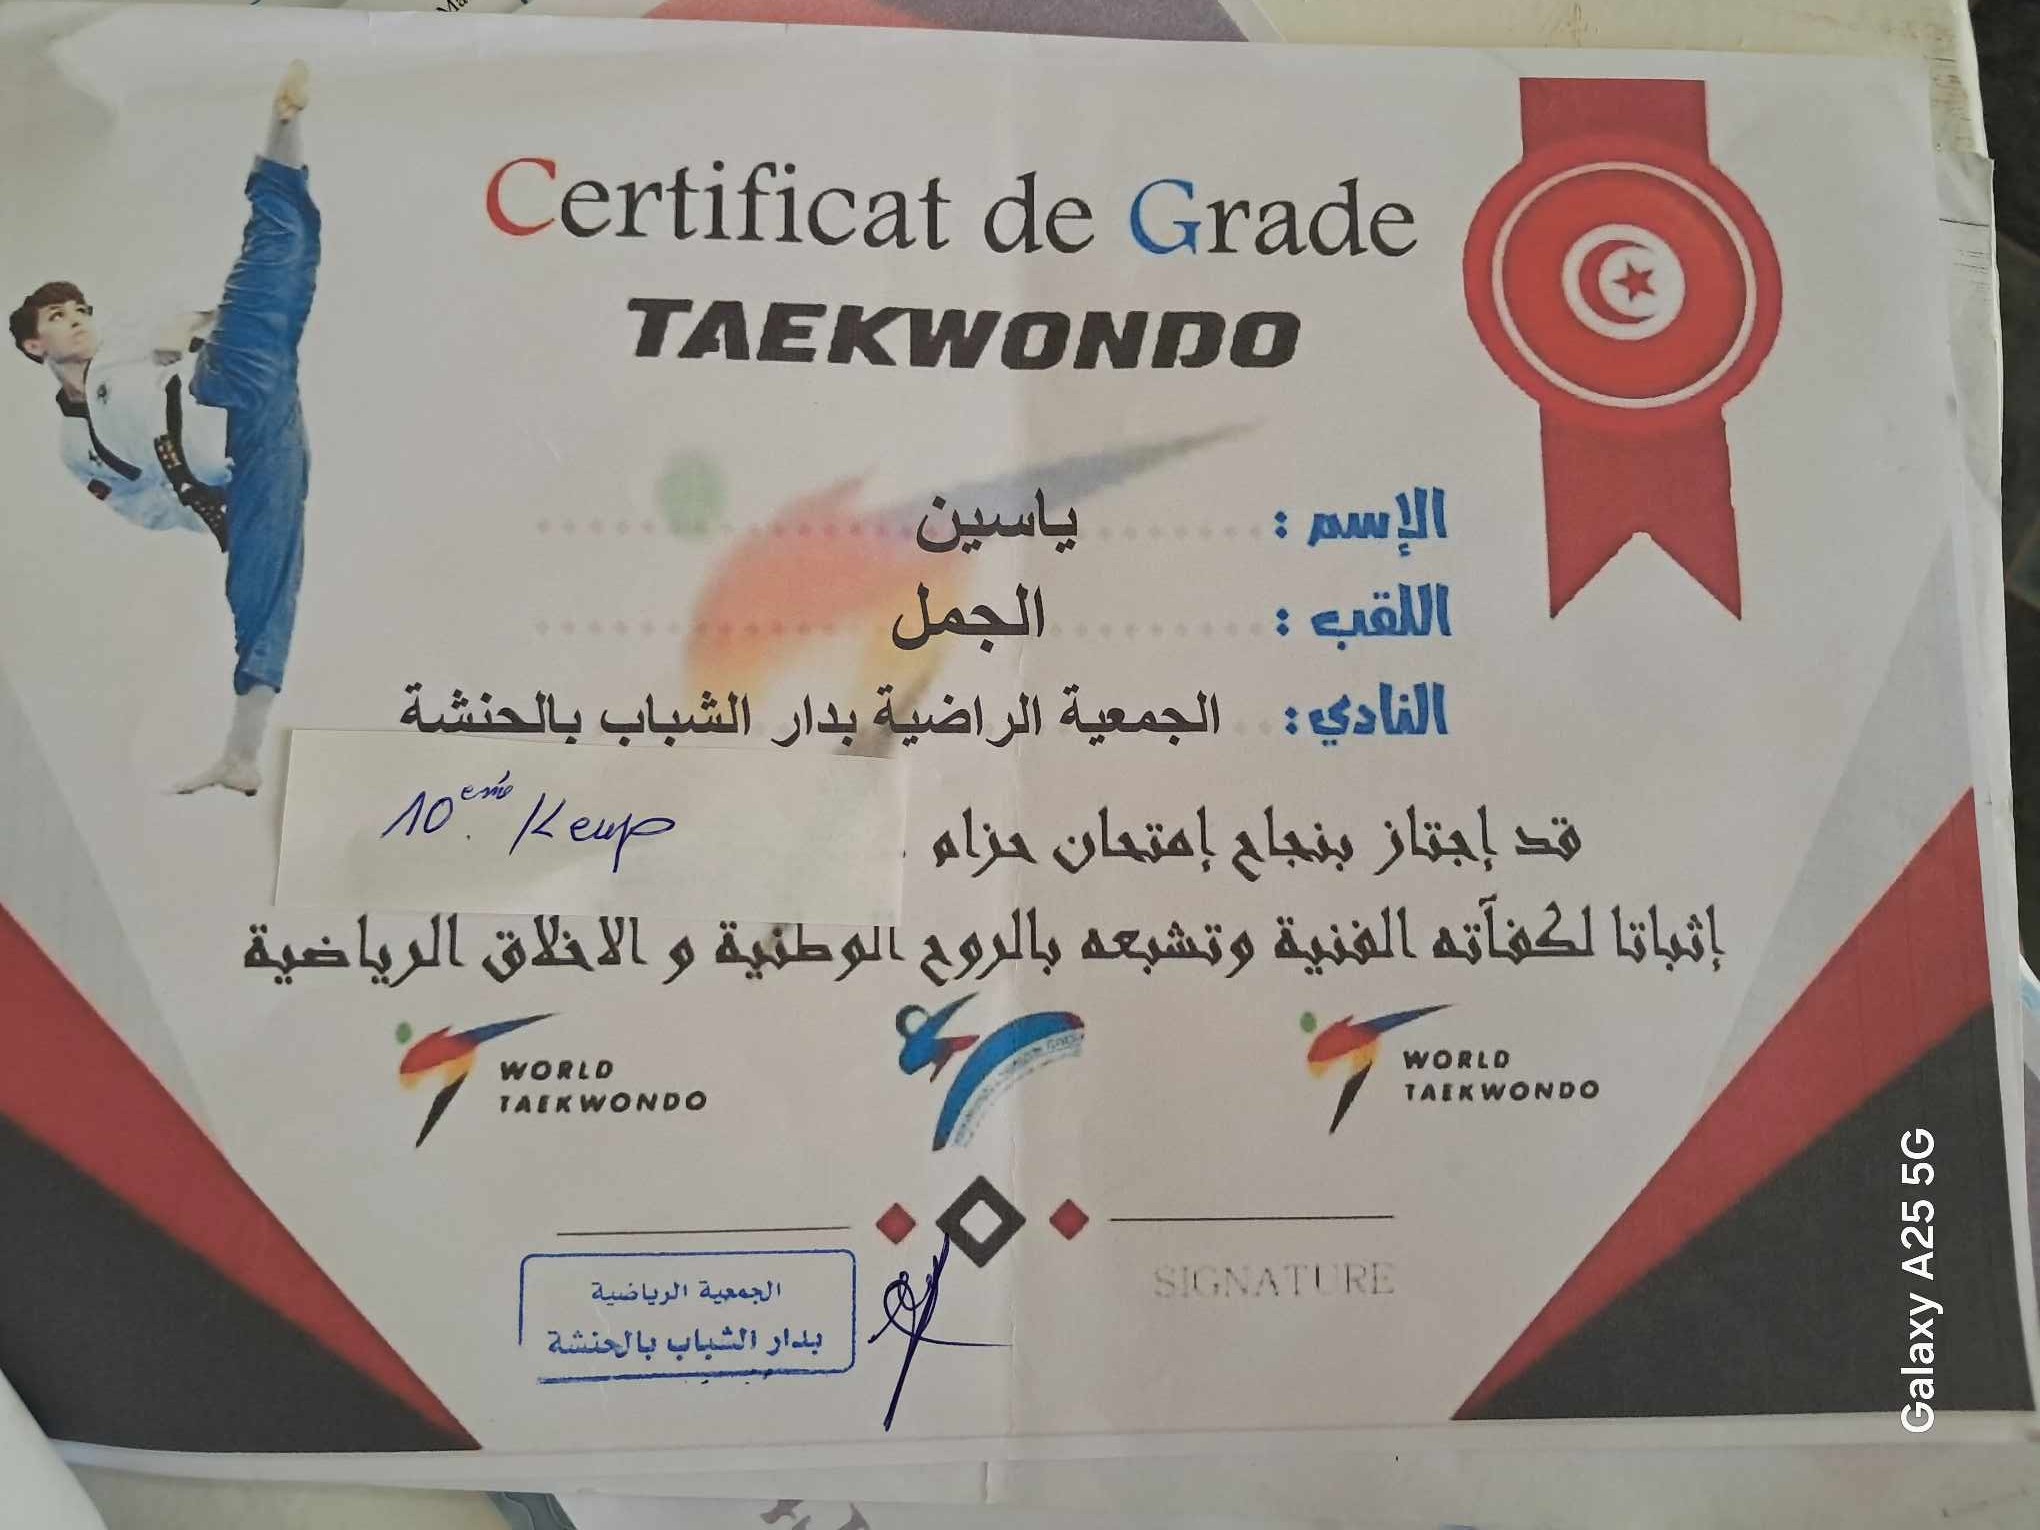 Certificat de Grade
TAEKWONDO
الإسم : ياسين
اللقب : الجمل
النادي : الجمعية الراضية بدار الشباب بالحنشة
قد إجتاز بنجاح إمتحان حزام 10ème Keup
إثباتا لكفآته الفنية وتشبعه بالروح الوطنية و الاخلاق الرياضية
WORLD TAEKWONDO
WORLD TAEKWONDO
SIGNATURE
الجمعية الرياضية
بدار الشباب بالحنشة
Galaxy A25 5G